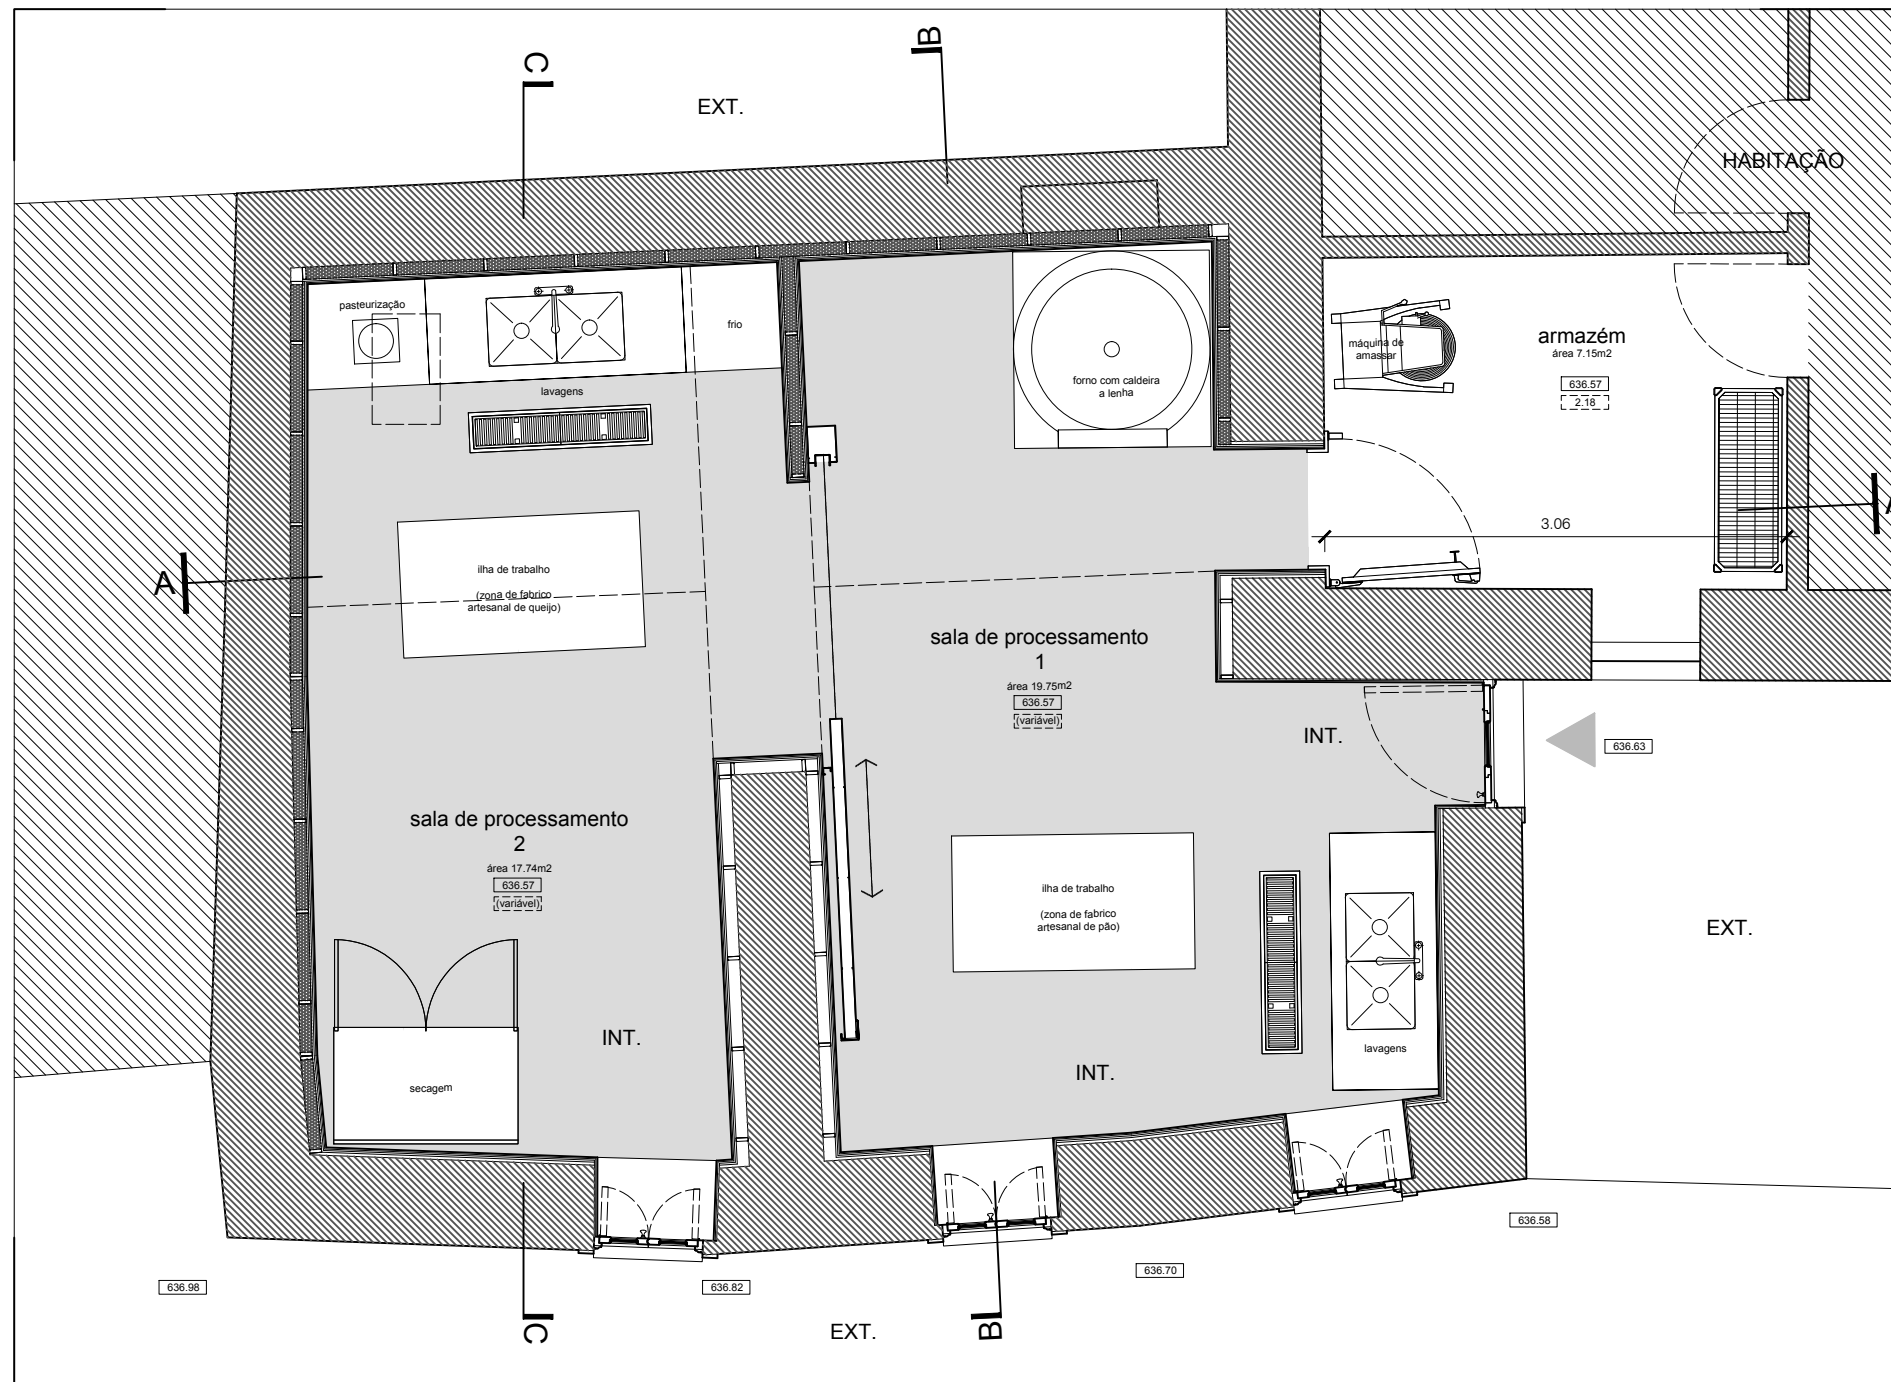 B
C
EXT.
HABITAÇÃO
pasteurização
frio
lavagens
forno com caldeira
a lenha
máquina de
amassar
armazém
área 7.15m2
636.57
2.18
3.06
A
A
ilha de trabalho
(zona de fabrico
artesanal de queijo)
sala de processamento
1
área 19.75m2
636.57
(variável)
INT.
636.63
sala de processamento
2
área 17.74m2
636.57
(variável)
ilha de trabalho
(zona de fabrico
artesanal de pão)
EXT.
INT.
INT.
lavagens
secagem
636.58
636.70
636.98
636.82
C
B
EXT.